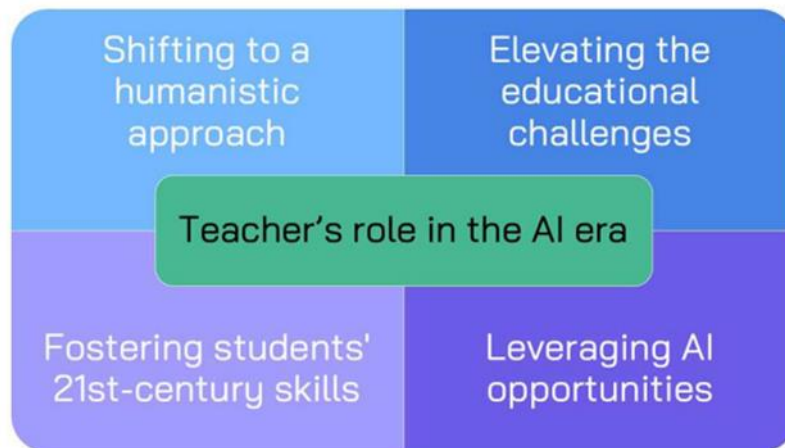 Shifting to a
humanistic
approach
Elevating the
educational
challenges
Teacher's role in the AI era
Fostering students'
21st-century skills
Leveraging AI
opportunities